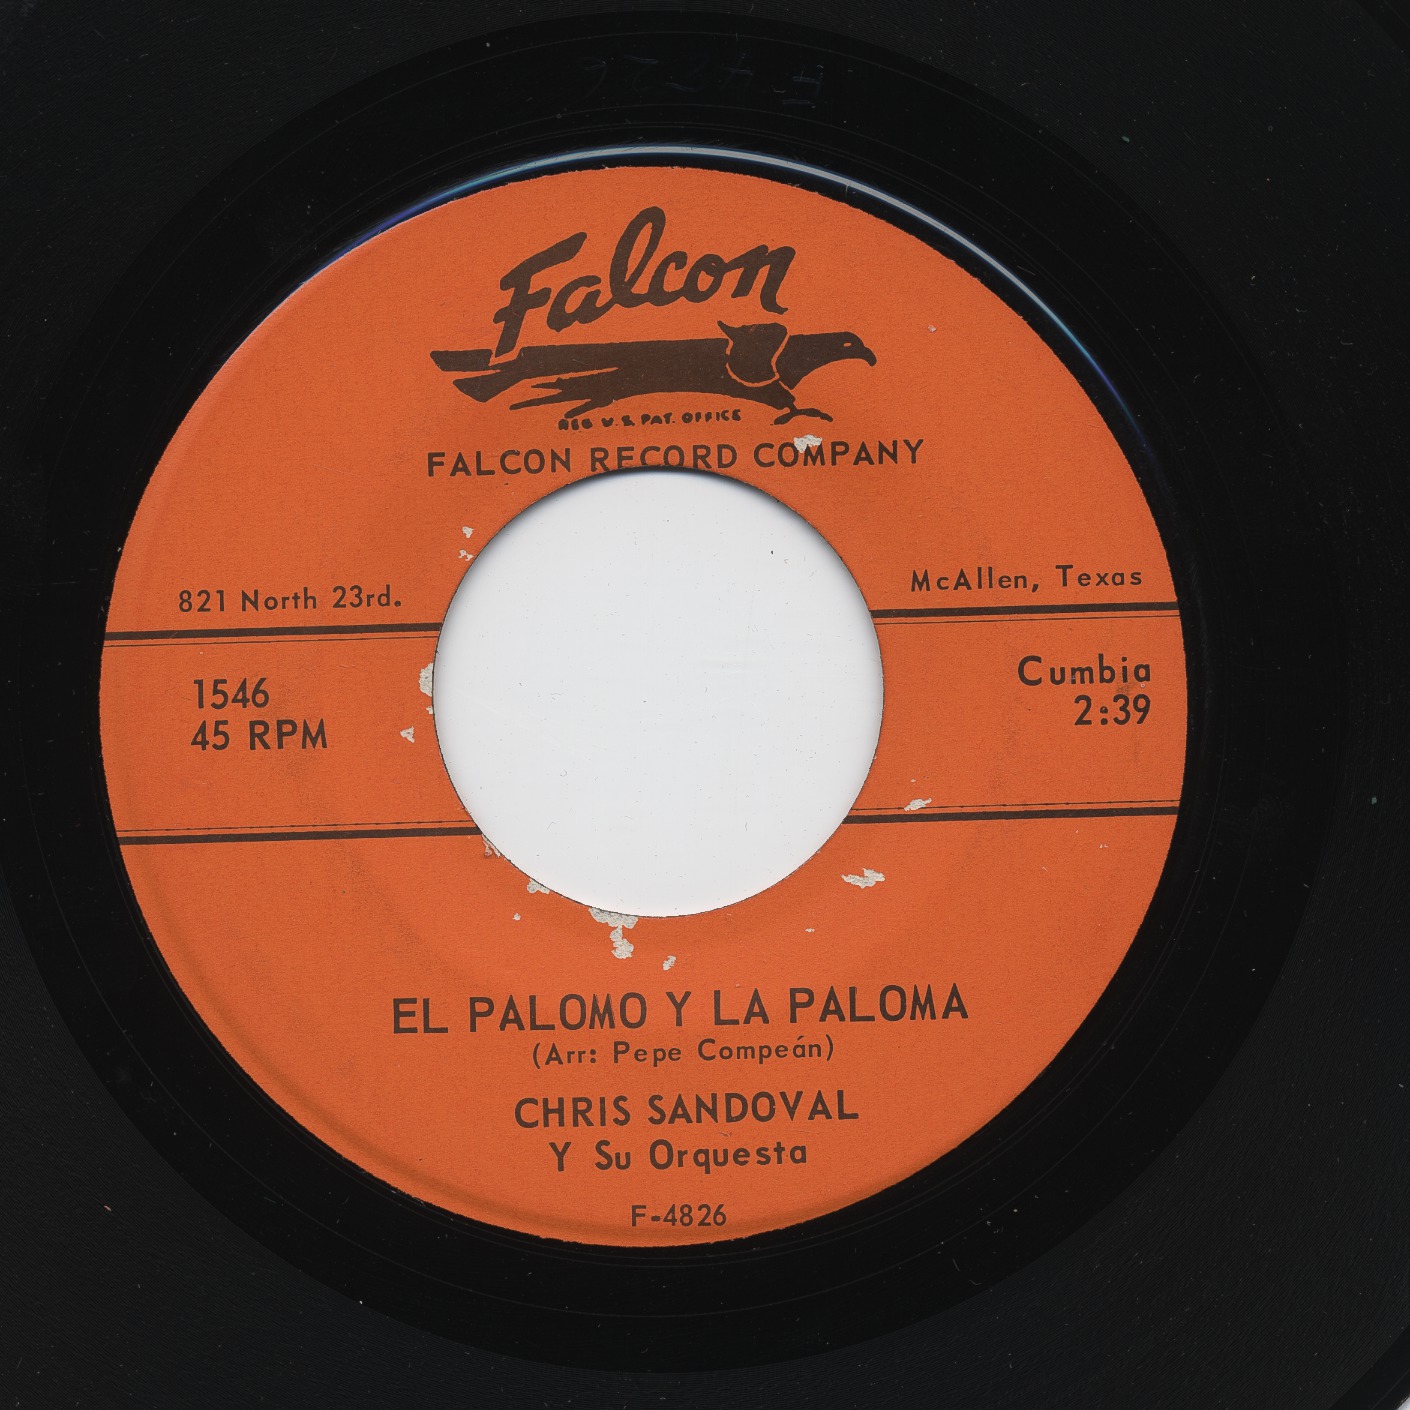 Falcon
REG U.S. PAT. OFFICE
FALCON RECORD COMPANY
821 North 23rd.
McAllen, Texas
1546
45 RPM
Cumbia
2:39
EL PALOMO Y LA PALOMA
(Arr: Pepe Compeán)
CHRIS SANDOVAL
Y Su Orquesta
F-4826